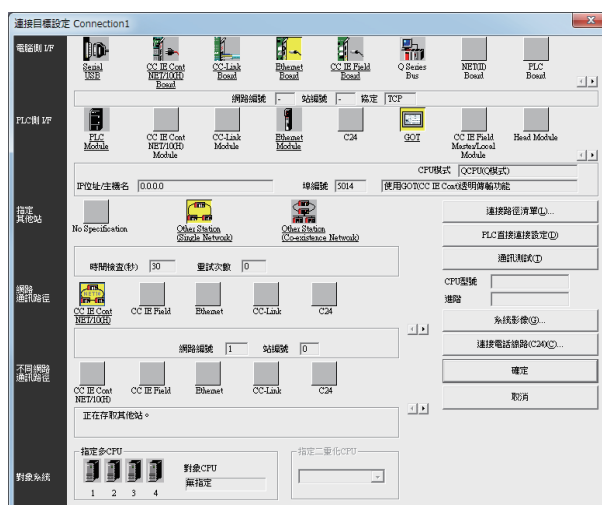 連接目標設定 Connection1
電腦側 I/F
Serial USB
CC IE Cont NET/10(H) Board
CC-Link Board
Ethernet Board
CC IE Field Board
Q Series Bus
NET(II) Board
PLC Board
網路編號 - 站編號 - 協定 TCP
PLC側 I/F
PLC Module
CC IE Cont NET/10(H) Module
CC-Link Module
Ethernet Module
C24
GOT
CC IE Field Master/Local Module
Head Module
CPU模式 QCPU(Q模式)
IP位址/主機名 0.0.0.0 埠編號 5014 使用GOT(CC IE Cont)透明傳輸功能
指定其他站
No Specification
Other Station (Single Network)
Other Station (Co-existence Network)
時間檢查(秒) 30 重試次數 0
網路通訊路徑
CC IE Cont NET/10(H)
CC IE Field
Ethernet
CC-Link
C24
網路編號 1 站編號 0
不同網路通訊路徑
CC IE Cont NET/10(H)
CC IE Field
Ethernet
CC-Link
C24
正在存取其他站。
對象系統
指定多CPU
1 2 3 4
對象CPU
無指定
指定二重化CPU
連接路徑清單(L)...
PLC直接連接設定(D)
通訊測試(T)
CPU型號
進階
系統影像(G)...
連接電話線路(C24)(C)...
確定
取消